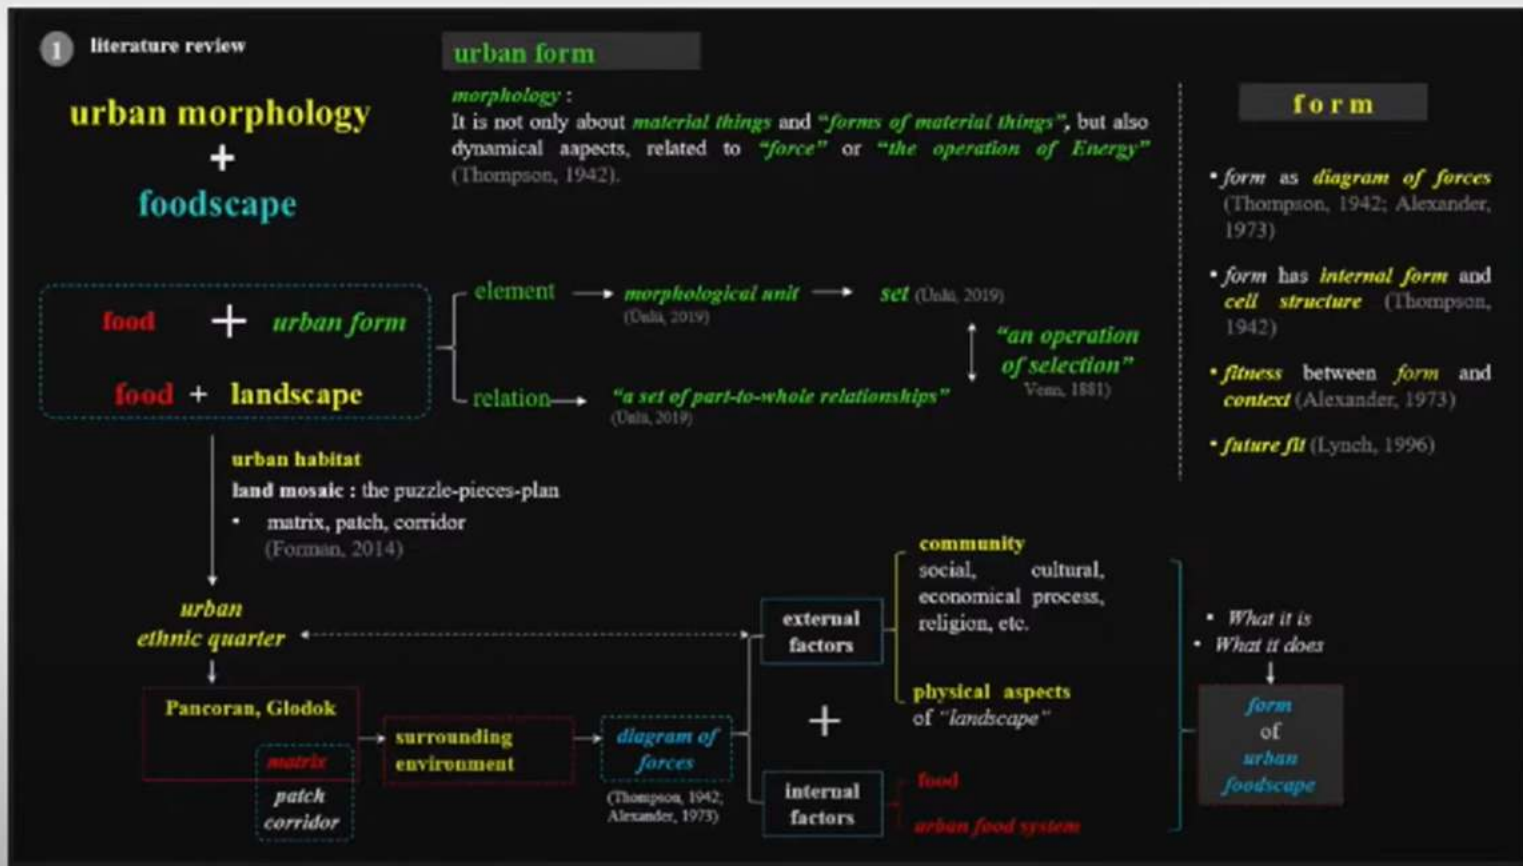 1 literature review
urban morphology
+
foodscape
urban form
morphology :
It is not only about material things and “forms of material things”, but also
dynamical aapects, related to “force” or “the operation of Energy”
(Thompson, 1942).
form
• form as diagram of forces
(Thompson, 1942; Alexander,
1973)
• form has internal form and
cell structure (Thompson,
1942)
• fitness between form and
context (Alexander, 1973)
• future fit (Lynch, 1996)
food + urban form
food + landscape
element → morphological unit → set (Ünlü, 2019)
(Ünlü, 2019)
“an operation
of selection”
Venn, 1881)
relation → “a set of part-to-whole relationships”
(Ünlü, 2019)
urban habitat
land mosaic : the puzzle-pieces-plan
• matrix, patch, corridor
(Forman, 2014)
urban
ethnic quarter
Pancoran, Glodok
matrix
patch
corridor
surrounding
environment
diagram of
forces
(Thompson, 1942;
Alexander, 1973)
external
factors
+
internal
factors
community
social, cultural,
economical process,
religion, etc.
physical aspects
of “landscape”
food
urban food system
• What it is
• What it does
form
of
urban
foodscape